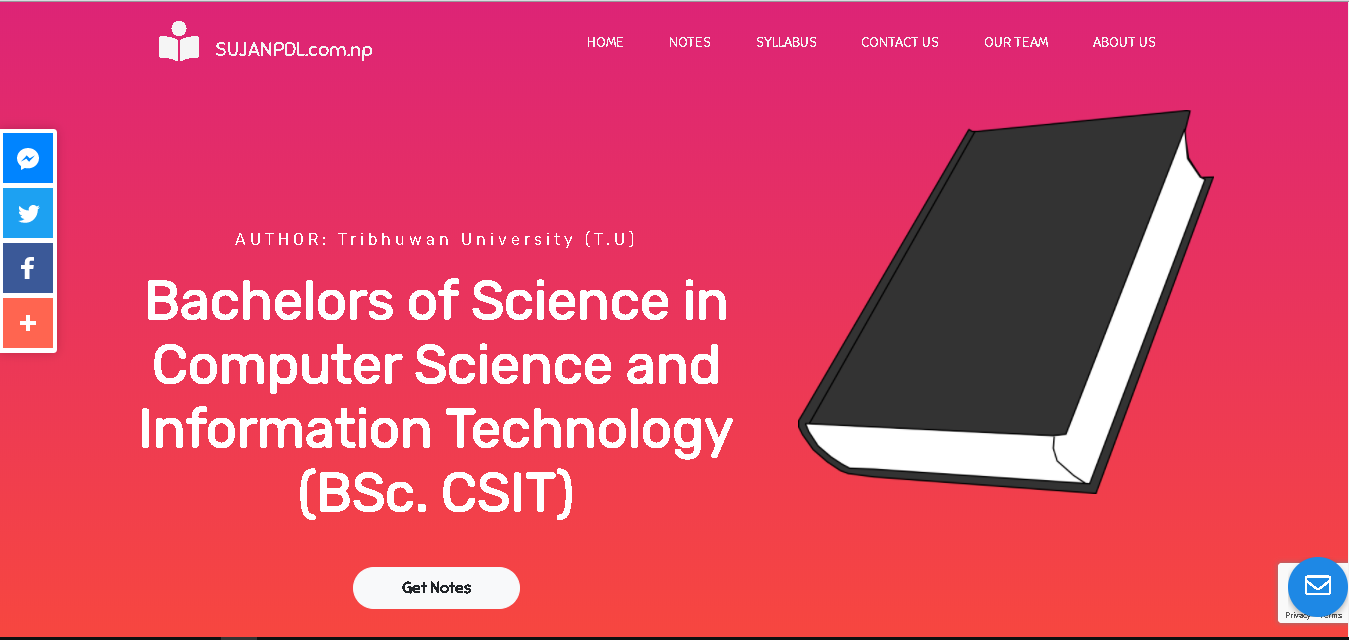 SUJANPDL.com.np
HOME NOTES SYLLABUS CONTACT US OUR TEAM ABOUT US
AUTHOR: Tribhuwan University (T.U)
Bachelors of Science in
Computer Science and
Information Technology
(BSc. CSIT)
Get Notes
Privacy Terms